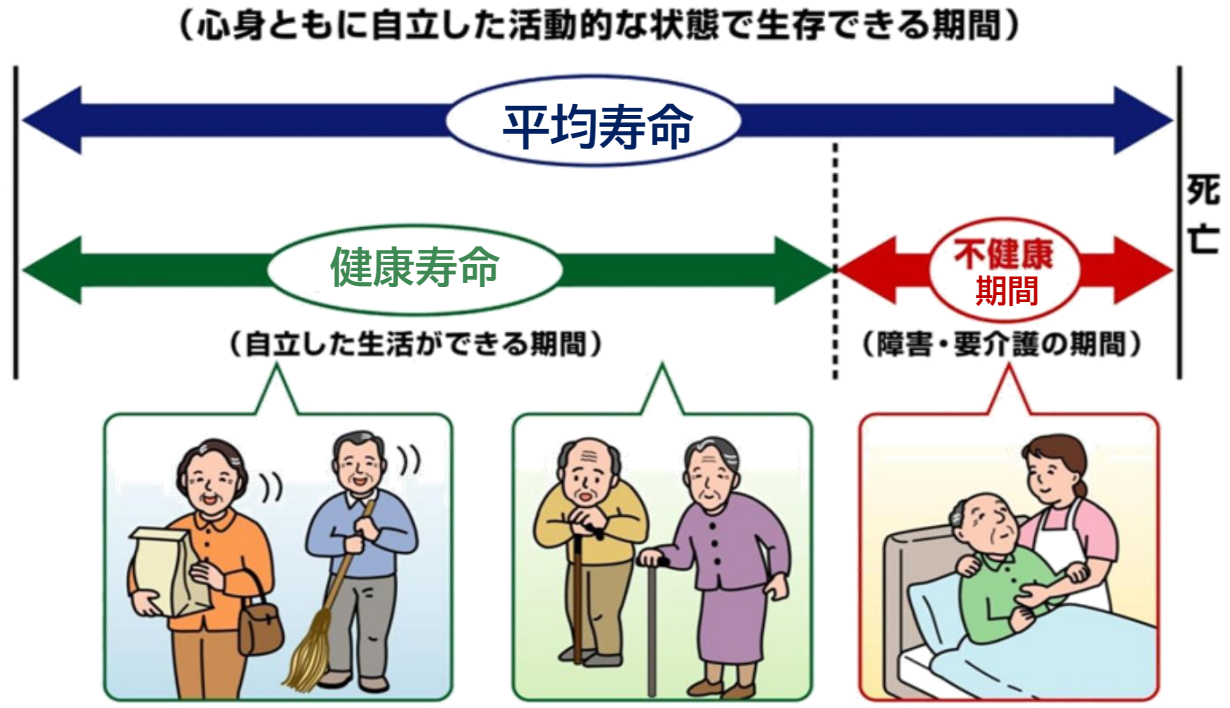 （心身ともに自立した活動的な状態で生存できる期間）
平均寿命
死亡
健康寿命
不健康
期間
（自立した生活ができる期間）
（障害・要介護の期間）